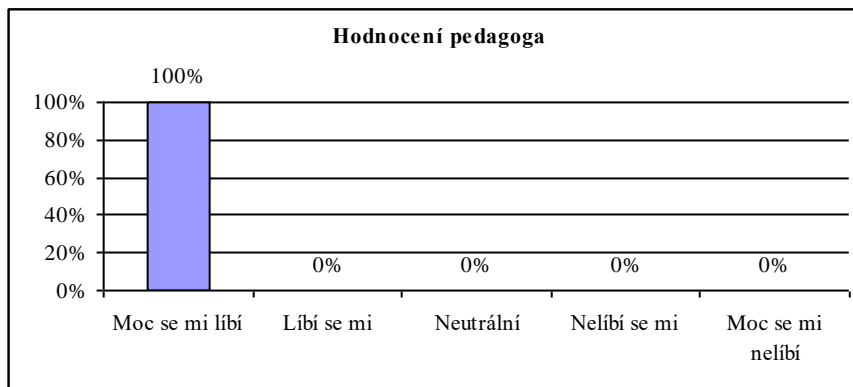 Hodnocení pedagoga
100%
100%
80%
60%
40%
20%
0%
0%
0%
0%
0%
Moc se mi líbí
Líbí se mi
Neutrální
Nelíbí se mi
Moc se mi
nelíbí